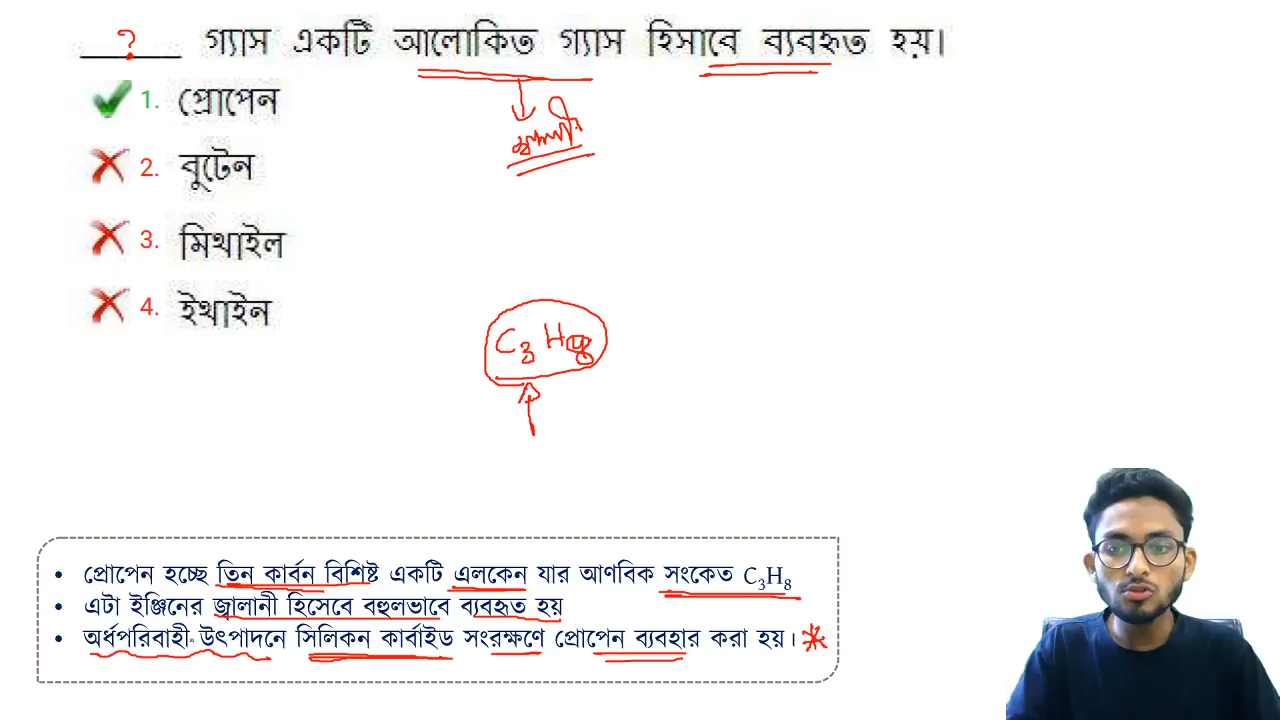 ? গ্যাস একটি আলোকিত গ্যাস হিসাবে ব্যবহৃত হয়।
1. প্রোপেন
2. বুটেন
3. মিথাইল
4. ইথাইন
C3H8
• প্রোপেন হচ্ছে তিন কার্বন বিশিষ্ট একটি এলকেন যার আণবিক সংকেত C₃H₈
• এটা ইঞ্জিনের জ্বালানী হিসেবে বহুলভাবে ব্যবহৃত হয়
• অর্ধপরিবাহী উৎপাদনে সিলিকন কার্বাইড সংরক্ষণে প্রোপেন ব্যবহার করা হয়।